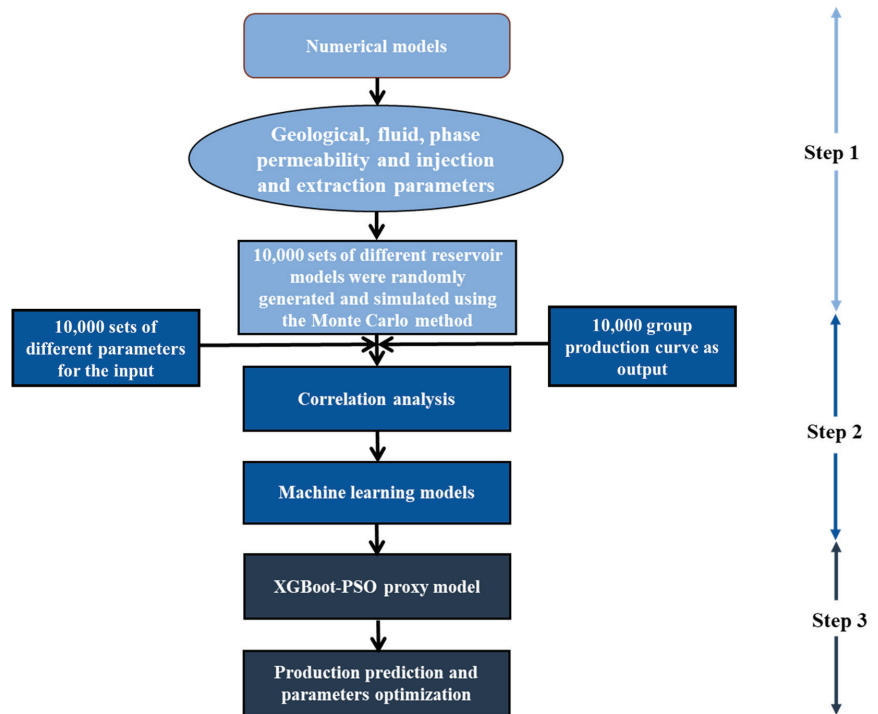 Numerical models
Geological, fluid, phase
permeability and injection
and extraction parameters
Step 1
10,000 sets of different reservoir
models were randomly
generated and simulated using
the Monte Carlo method
10,000 sets of
different parameters
for the input
10,000 group
production curve as
output
Correlation analysis
Step 2
Machine learning models
XGBoot-PSO proxy model
Step 3
Production prediction and
parameters optimization